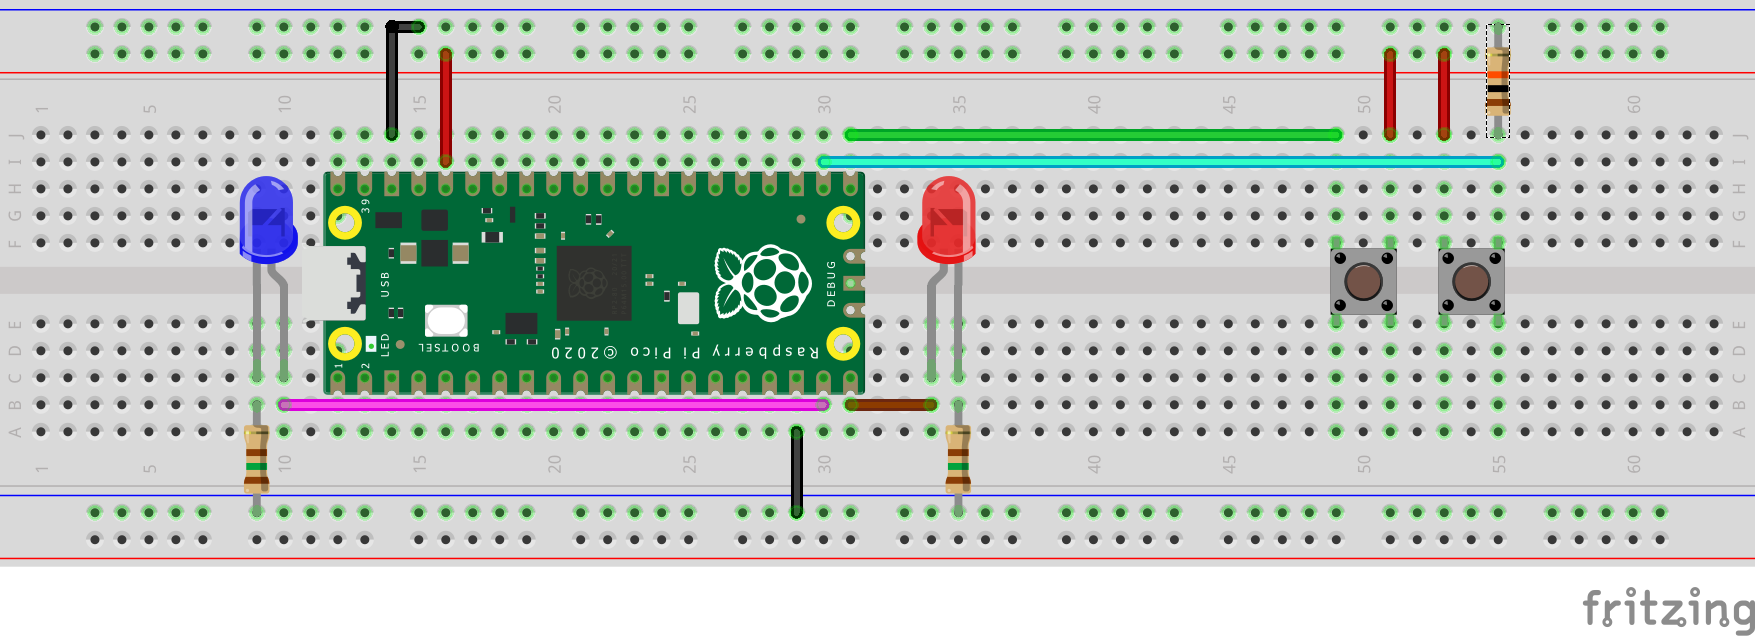 1 5 10 15 20 25 30 35 40 45 50 55 60
J J
I I
H H
G G
F F
39
USB
DEBUG
LED
BOOTSEL
Raspberry Pi Pico ©2020
1 2
E E
D D
C C
B B
A A
1 5 10 15 20 25 30 35 40 45 50 55 60
fritzing